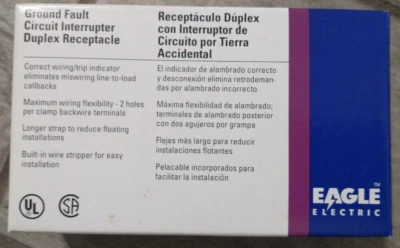 Ground Fault
Circuit Interrupter
Duplex Receptacle
Correct wiring/trip indicator
eliminates miswiring line-to-load
callbacks
Maximum wiring flexibility - 2 holes
per clamp backwire terminals
Longer strap to reduce floating
installations
Built-in wire stripper for easy
installation
UL
SA
Receptáculo Dúplex
con Interruptor de
Circuito por Tierra
Accidental
El indicador de alambrado correcto
y desconexión elimina retrodeman-
das por alambrado incorrecto
Máxima flexibilidad de alambrado;
terminales de alambrado posterior
con dos agujeros por grampa
Flejes más largo para reducir
instalaciones flotantes
Pelacable incorporados para
facilitar la instalación
EAGLE™
ELECTRIC